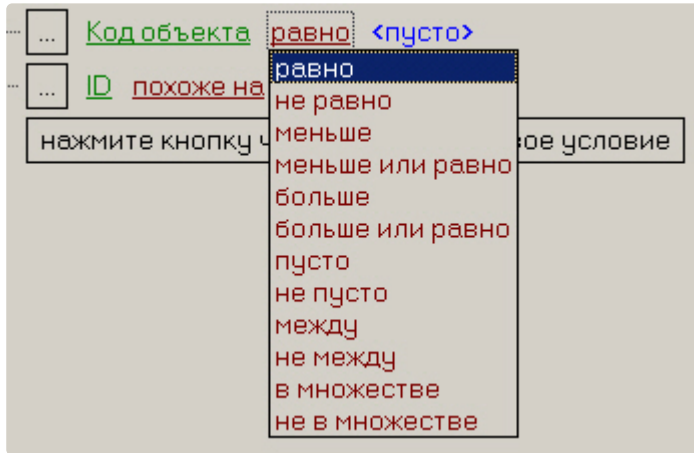 ... Код объекта равно <пусто>
равно
... ID похоже на
не равно
нажмите кнопку ое условие
меньше
меньше или равно
больше
больше или равно
пусто
не пусто
между
не между
в множестве
не в множестве